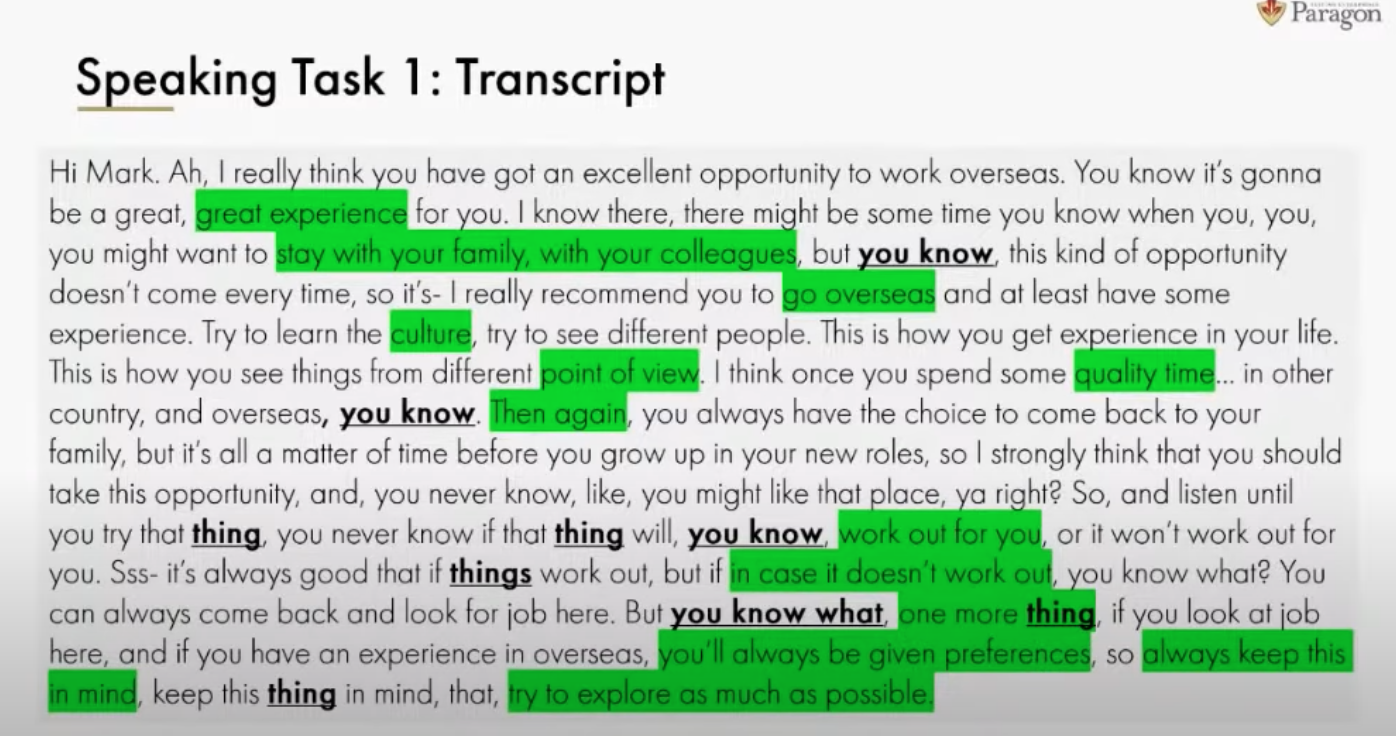 Paragon
Speaking Task 1: Transcript
Hi Mark. Ah, I really think you have got an excellent opportunity to work overseas. You know it's gonna
be a great, great experience for you. I know there, there might be some time you know when you, you,
you might want to stay with your family, with your colleagues, but you know, this kind of opportunity
doesn't come every time, so it's- I really recommend you to go overseas and at least have some
experience. Try to learn the culture, try to see different people. This is how you get experience in your life.
This is how you see things from different point of view. I think once you spend some quality time... in other
country, and overseas, you know. Then again, you always have the choice to come back to your
family, but it's all a matter of time before you grow up in your new roles, so I strongly think that you should
take this opportunity, and, you never know, like, you might like that place, ya right? So, and listen until
you try that thing, you never know if that thing will, you know, work out for you, or it won't work out for
you. Sss- it's always good that if things work out, but if in case it doesn't work out, you know what? You
can always come back and look for job here. But you know what, one more thing, if you look at job
here, and if you have an experience in overseas, you'll always be given preferences, so always keep this
in mind, keep this thing in mind, that, try to explore as much as possible.